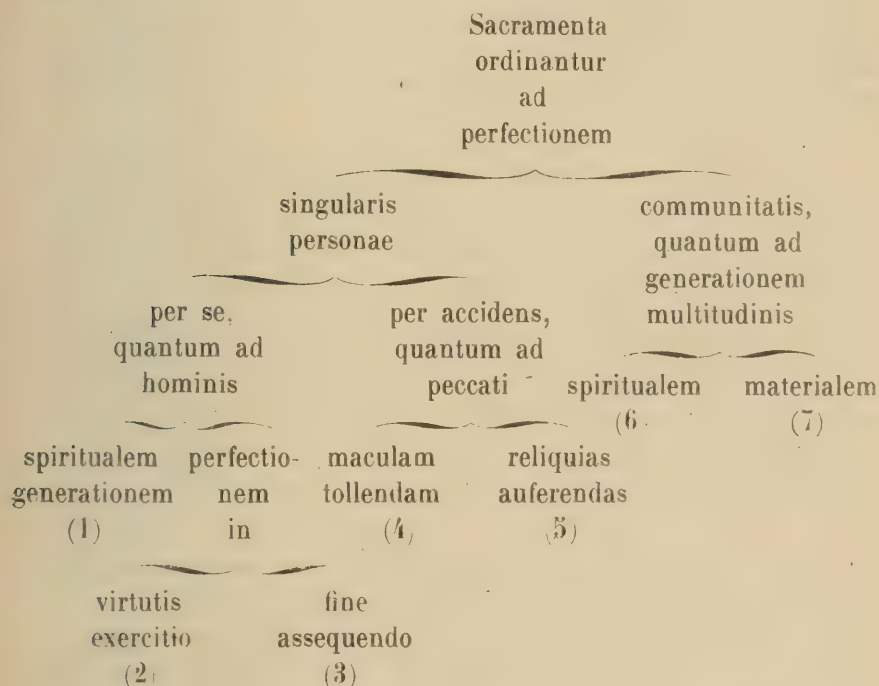 Sacramenta
ordinantur
ad
perfectionem
singularis
personae
communitatis,
quantum ad
generationem
multitudinis
per se,
quantum ad
hominis
per accidens,
quantum ad
peccati
spiritualem
(6
materialem
(7)
spiritualem
generationem
(1)
perfectio-
nem
in
maculam
tollendam
(4)
reliquias
auferendas
(5)
virtutis
exercitio
(2)
fine
assequendo
(3)